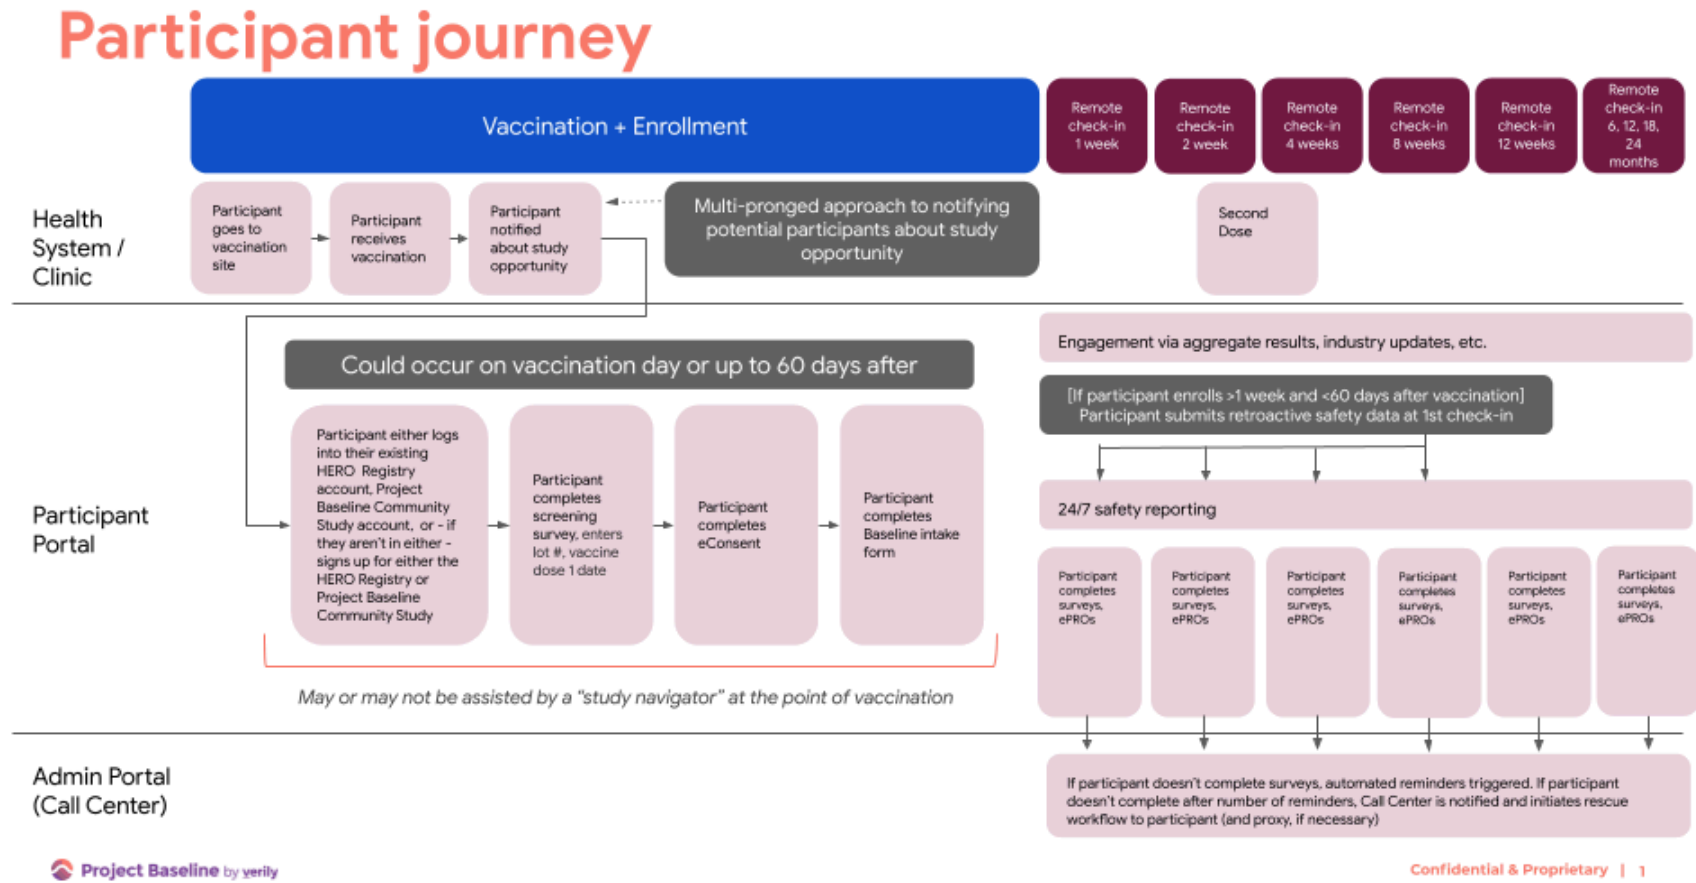 Participant journey
Vaccination + Enrollment
Remote
check-in
1 week
Remote
check-in
2 week
Remote
check-in
4 weeks
Remote
check-in
8 weeks
Remote
check-in
12 weeks
Remote
check-in
6, 12, 18,
24
months
Health
System /
Clinic
Participant
goes to
vaccination
site
Participant
receives
vaccination
Participant
notified
about study
opportunity
Multi-pronged approach to notifying
potential participants about study
opportunity
Second
Dose
Participant
Portal
Could occur on vaccination day or up to 60 days after
Participant either logs
into their existing
HERO Registry
account, Project
Baseline Community
Study account, or - if
they aren't in either -
signs up for either the
HERO Registry or
Project Baseline
Community Study
Participant
completes
screening
survey, enters
lot #, vaccine
dose 1 date
Participant
completes
eConsent
Participant
completes
Baseline intake
form
May or may not be assisted by a "study navigator" at the point of vaccination
Engagement via aggregate results, industry updates, etc.
[If participant enrolls >1 week and <60 days after vaccination]
Participant submits retroactive safety data at 1st check-in
24/7 safety reporting
Participant
completes
surveys,
ePROs
Participant
completes
surveys,
ePROs
Participant
completes
surveys,
ePROs
Participant
completes
surveys,
ePROs
Participant
completes
surveys,
ePROs
Participant
completes
surveys,
ePROs
Admin Portal
(Call Center)
If participant doesn't complete surveys, automated reminders triggered. If participant
doesn't complete after number of reminders, Call Center is notified and initiates rescue
workflow to participant (and proxy, if necessary)
Project Baseline by verily
Confidential & Proprietary | 1